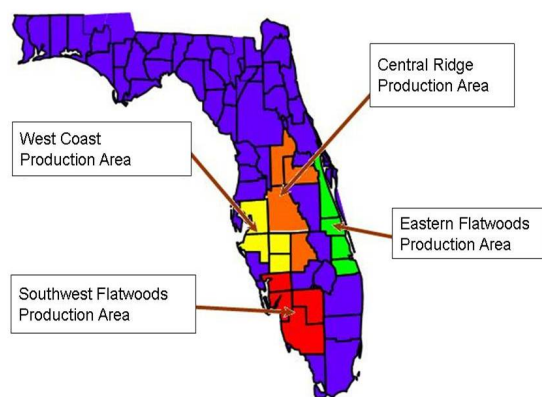 Central Ridge
Production Area
West Coast
Production Area
Eastern Flatwoods
Production Area
Southwest Flatwoods
Production Area